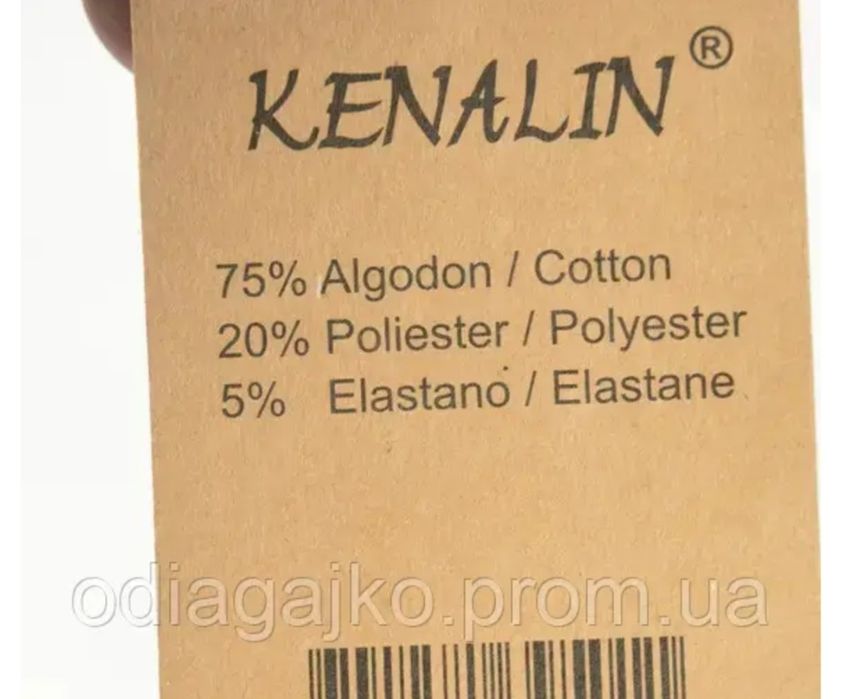 KENALIN ®
75% Algodon / Cotton
20% Poliester / Polyester
5% Elastano / Elastane
odiagajko.prom.ua